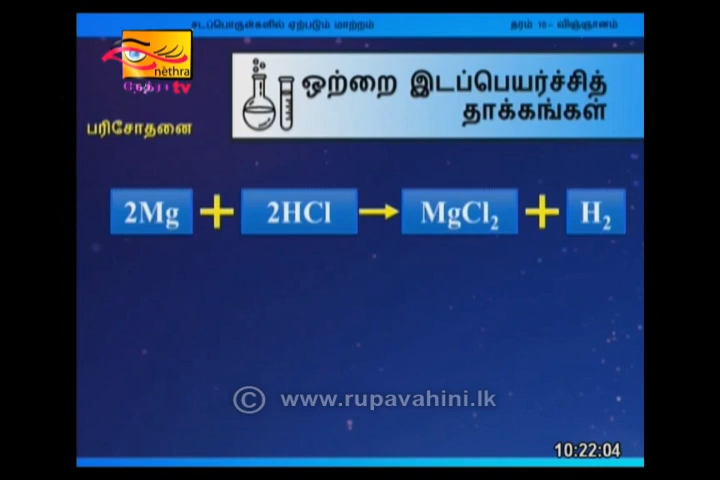 சடப்பொருள்களில் ஏற்படும் மாற்றம்
தரம் 10 – விஞ்ஞானம்
nethra
நேத்ரா tv
ஒற்றை இடப்பெயர்ச்சித்
தாக்கங்கள்
பரிசோதனை
2Mg + 2HCl → MgCl₂ + H₂
© www.rupavahini.lk
10:22:04